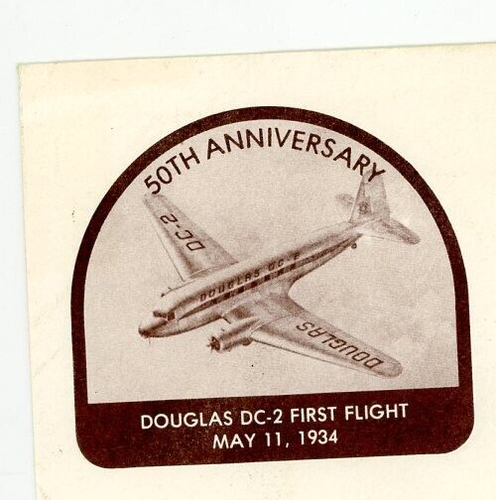 50TH ANNIVERSARY
DC-2
DOUGLAS DC-2
DOUGLAS
DOUGLAS DC-2 FIRST FLIGHT
MAY 11, 1934